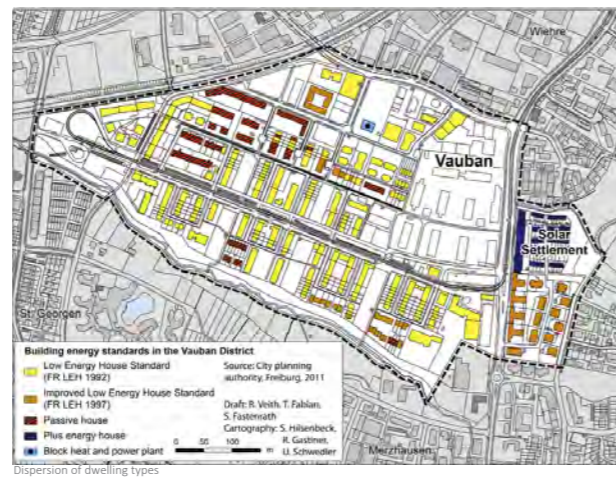 Wiehre
Vauban
Solar
Settlement
St. Georgen
Building energy standards in the Vauban District
Low Energy House Standard
(FR LEH 1992)
Improved Low Energy House Standard
(FR LEH 1997)
Passive house
Plus energy house
Block heat and power plant
Source: City planning
authority, Freiburg, 2011
Draft: R. Veith, T. Fabian,
S. Fastenrath
Cartography: S. Hilsenbeck,
R. Gastiner,
U. Schwedler
0 50 100 m
Merzhausen
Dispersion of dwelling types